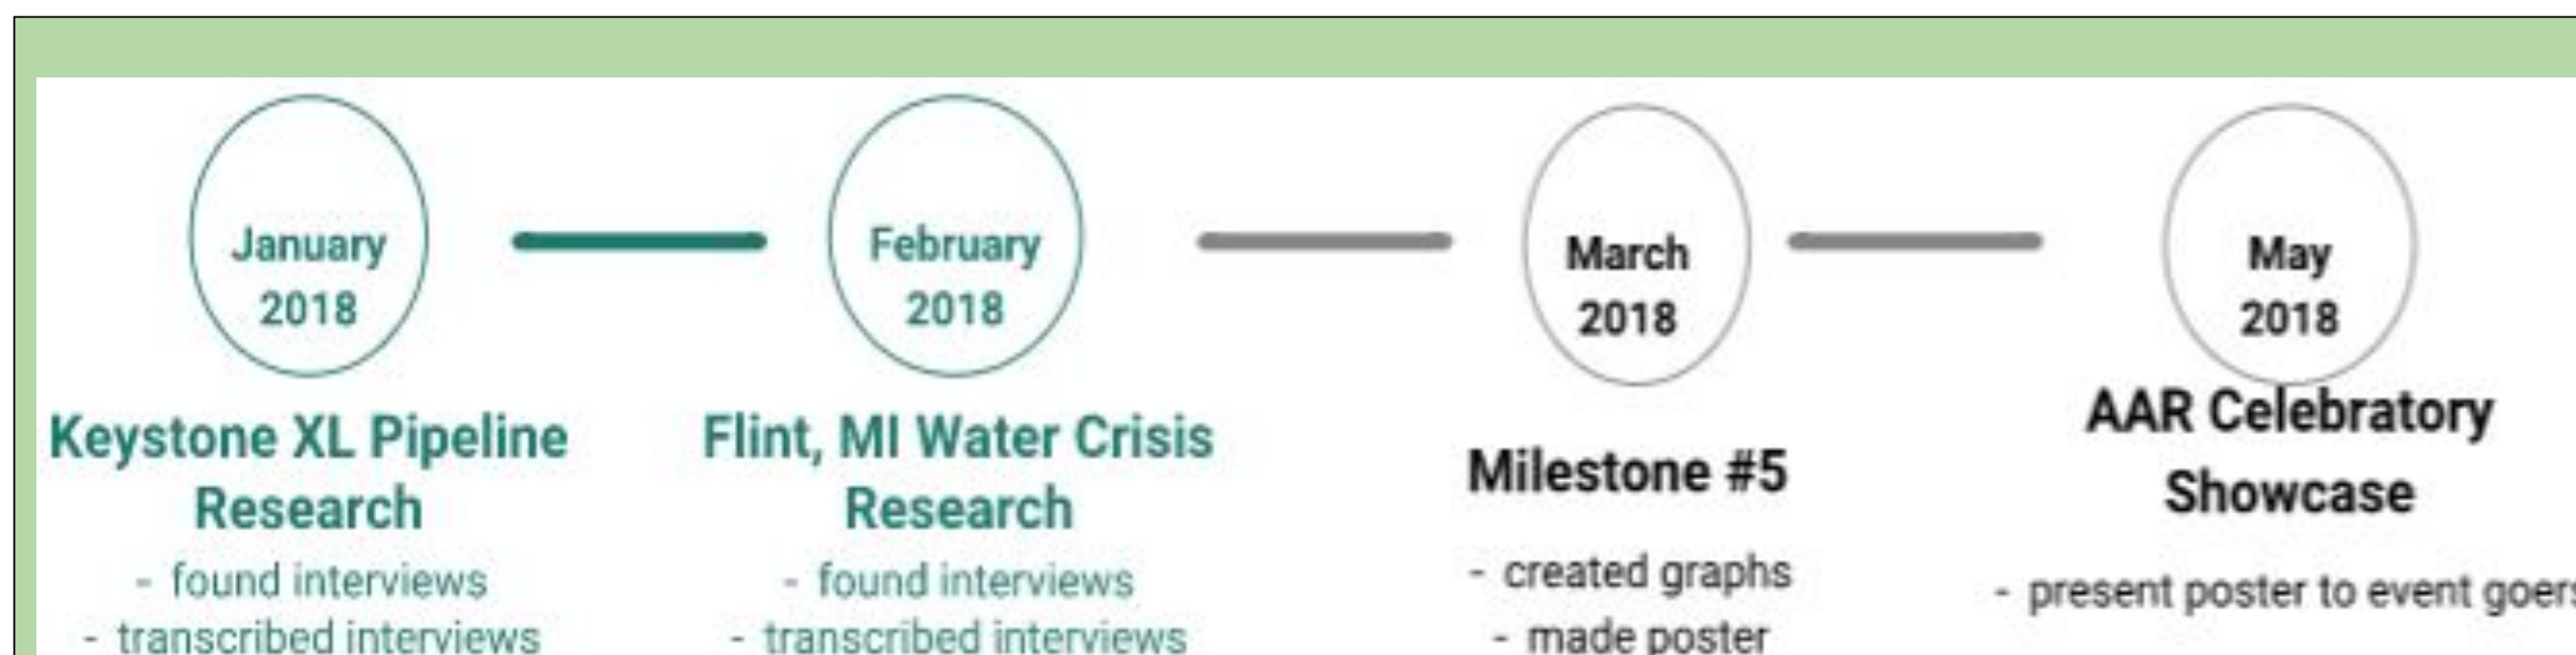 January
2018
Keystone XL Pipeline
Research
- found interviews
- transcribed interviews
February
2018
Flint, MI Water Crisis
Research
- found interviews
- transcribed interviews
March
2018
Milestone #5
- created graphs
- made poster
May
2018
AAR Celebratory
Showcase
- present poster to event goers